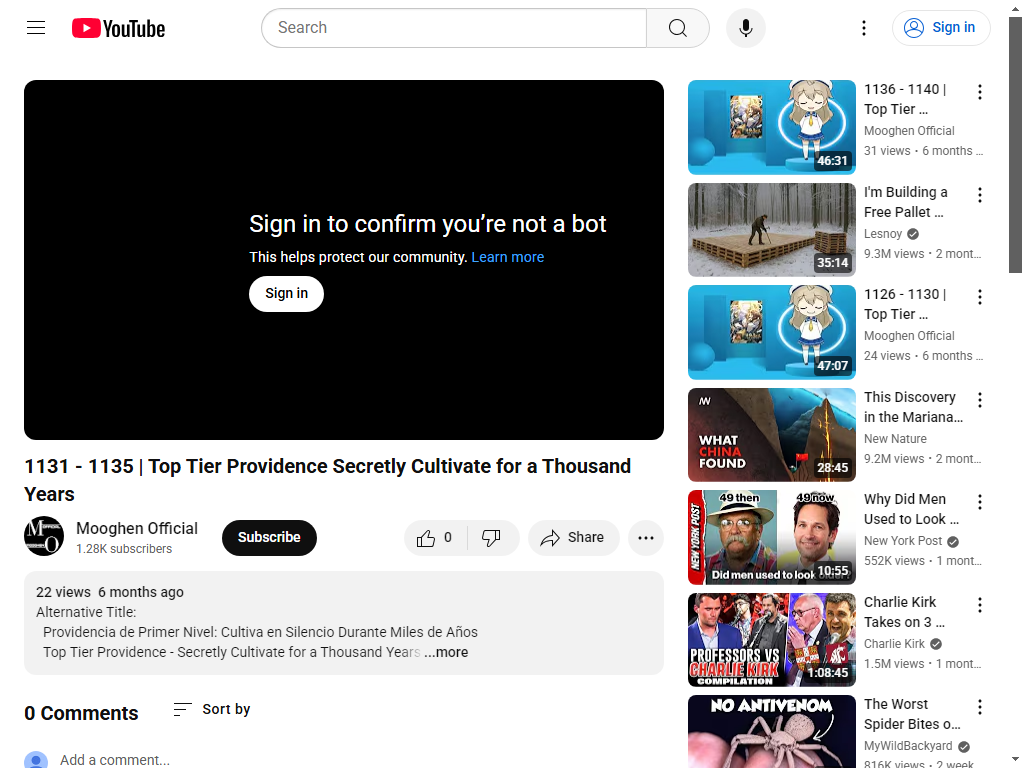 YouTube
Search
Sign in
Sign in to confirm you’re not a bot
This helps protect our community. Learn more
Sign in
1131 - 1135 | Top Tier Providence Secretly Cultivate for a Thousand
Years
Mooghen Official
1.28K subscribers
Subscribe
0
Share
22 views 6 months ago
Alternative Title:
Providencia de Primer Nivel: Cultiva en Silencio Durante Miles de Años
Top Tier Providence - Secretly Cultivate for a Thousand Years ...more
0 Comments
Sort by
Add a comment...
46:31
1136 - 1140 |
Top Tier ...
Mooghen Official
31 views • 6 months ...
35:14
I'm Building a
Free Pallet ...
Lesnoy
9.3M views • 2 mont...
47:07
1126 - 1130 |
Top Tier ...
Mooghen Official
24 views • 6 months ...
WHAT
CHINA
FOUND
28:45
This Discovery
in the Mariana...
New Nature
9.2M views • 2 mont...
49 then
49 now
NEW YORK POST
Did men used to look
10:55
Why Did Men
Used to Look ...
New York Post
552K views • 1 mont...
PROFESSORS VS
CHARLIE KIRK
COMPILATION
1:08:45
Charlie Kirk
Takes on 3 ...
Charlie Kirk
1.5M views • 1 mont...
NO ANTIVENOM
The Worst
Spider Bites o...
MyWildBackyard
816K views • 2 week